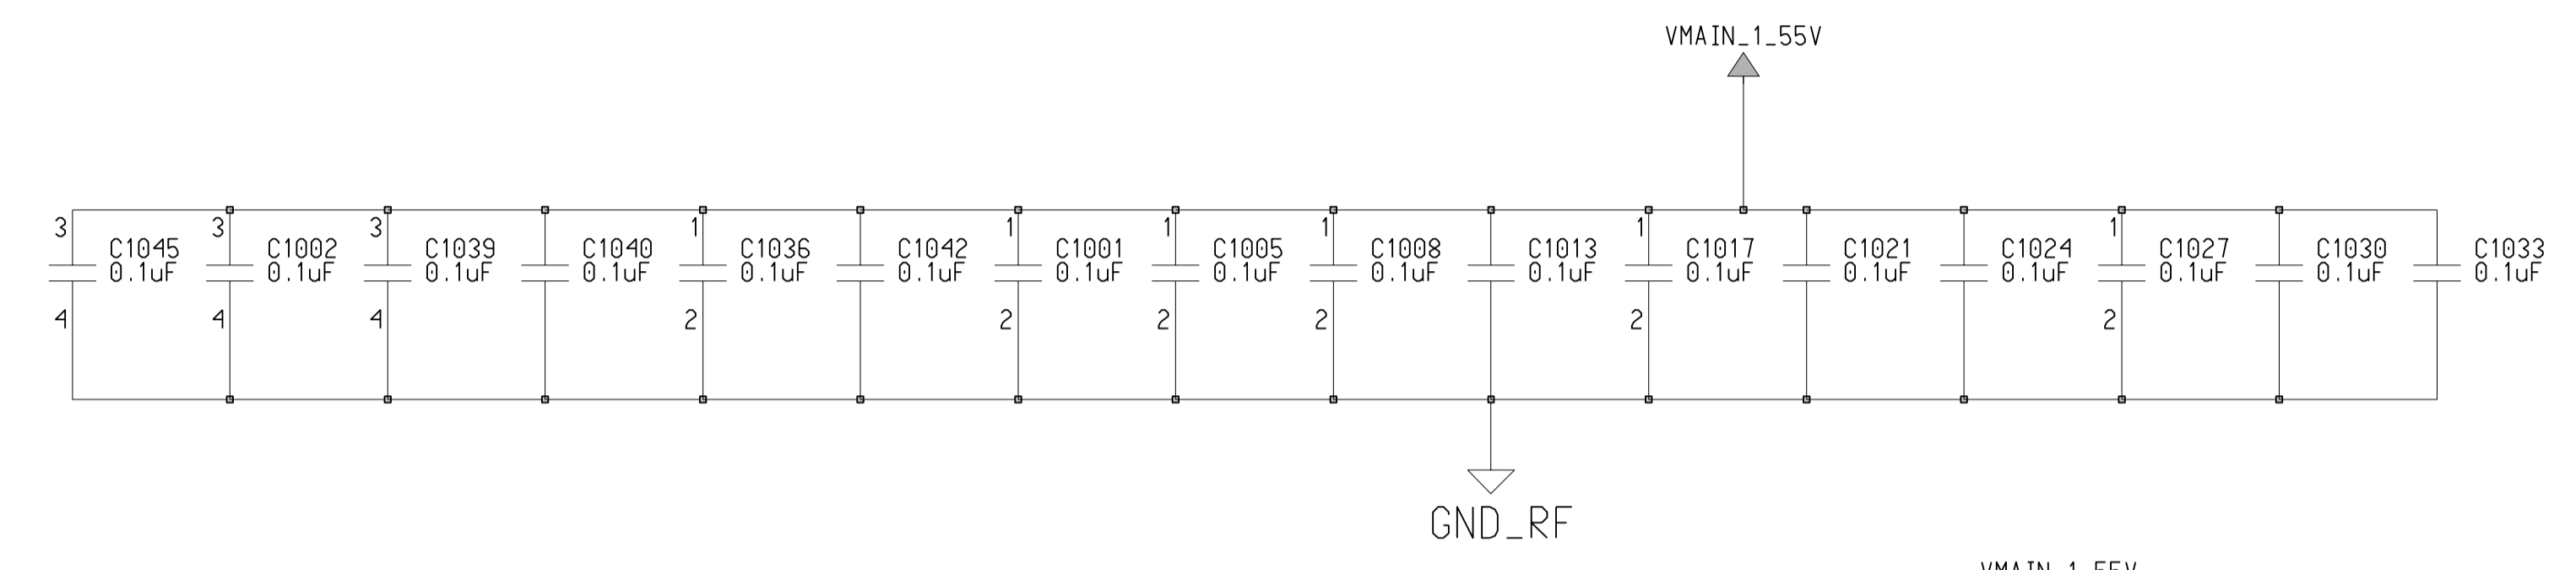 VMAIN_1_55V
3 3 3 1 1 1 1 1 1
C1045 C1002 C1039 C1040 C1036 C1042 C1001 C1005 C1008 C1013 C1017 C1021 C1024 C1027 C1030 C1033
0.1uF 0.1uF 0.1uF 0.1uF 0.1uF 0.1uF 0.1uF 0.1uF 0.1uF 0.1uF 0.1uF 0.1uF 0.1uF 0.1uF 0.1uF 0.1uF
4 4 4 2 2 2 2 2 2
GND_RF
VMAIN_1_55V